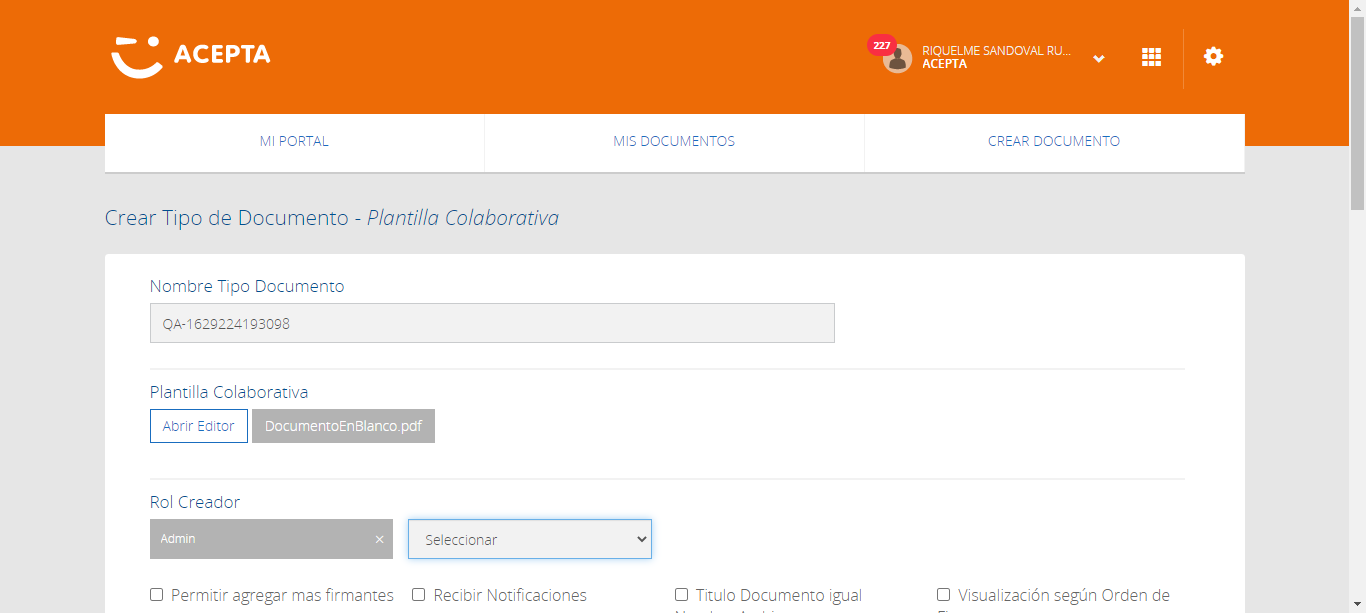 ACEPTA
227
RIQUELME SANDOVAL RU...
ACEPTA
MI PORTAL
MIS DOCUMENTOS
CREAR DOCUMENTO
Crear Tipo de Documento - Plantilla Colaborativa
Nombre Tipo Documento
QA-1629224193098
Plantilla Colaborativa
Abrir Editor
DocumentoEnBlanco.pdf
Rol Creador
Admin ×
Seleccionar
Permitir agregar mas firmantes
Recibir Notificaciones
Titulo Documento igual
Visualización según Orden de